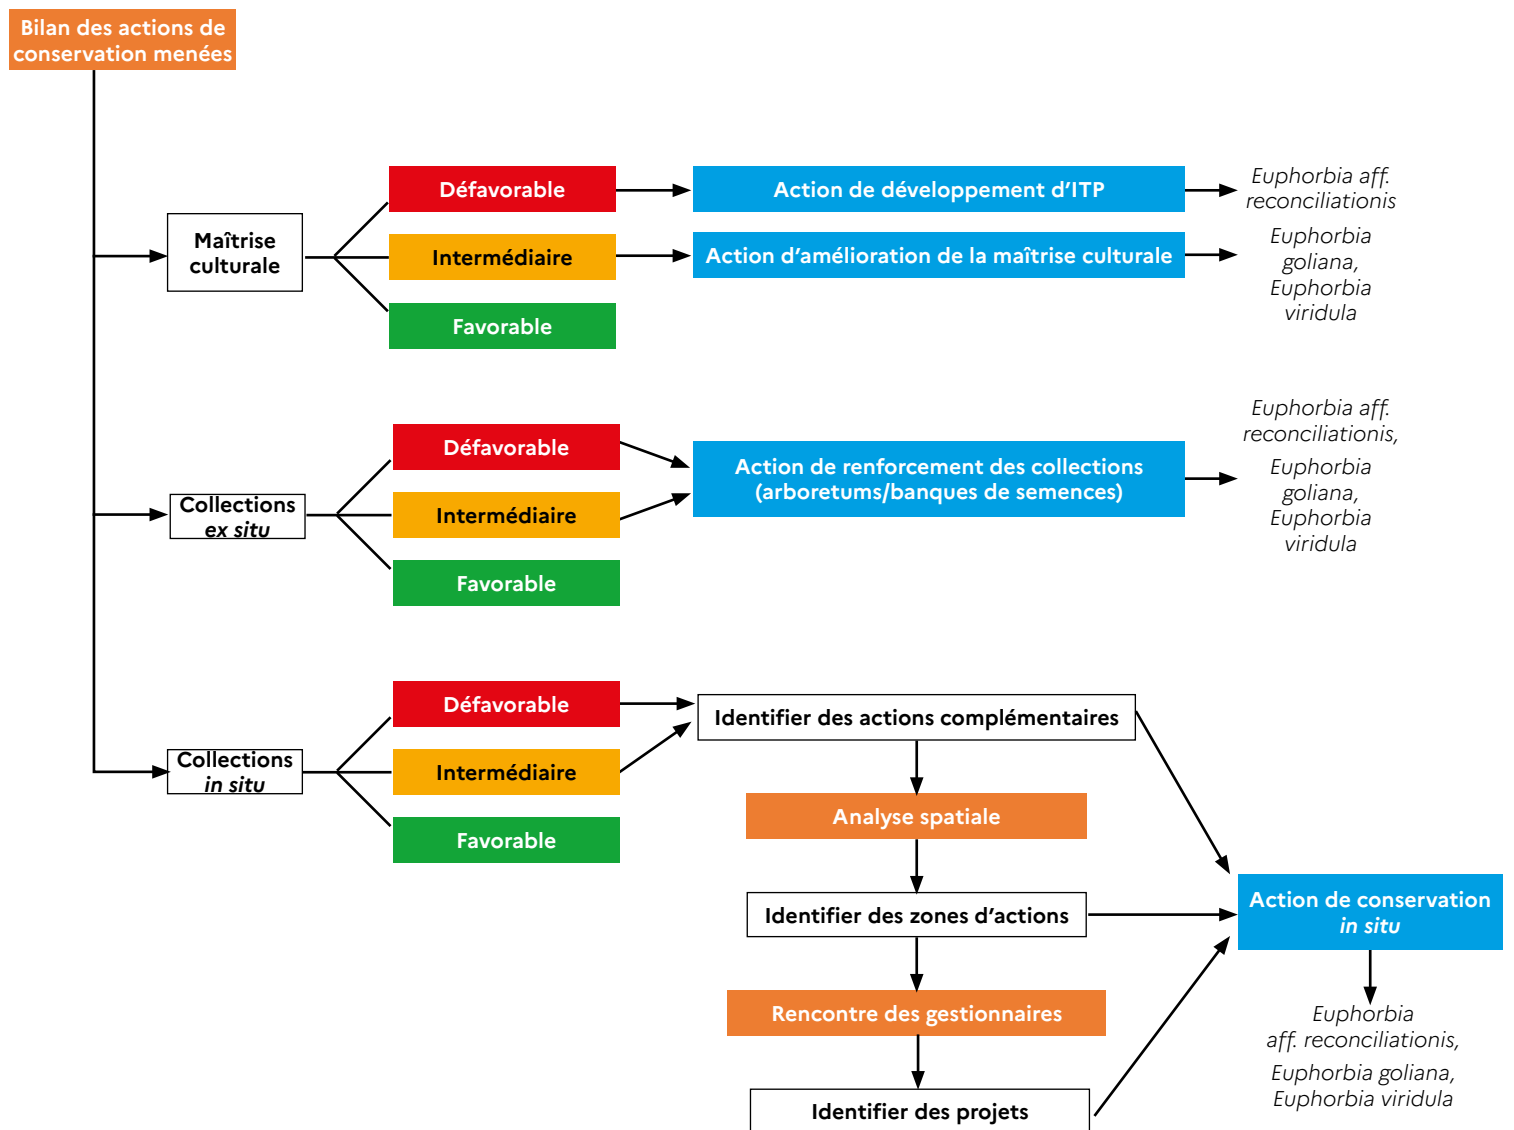 Bilan des actions de
conservation menées
Maîtrise
culturale
Défavorable
Intermédiaire
Favorable
Action de développement d’ITP
Action d’amélioration de la maîtrise culturale
Euphorbia aff.
reconciliationis
Euphorbia
goliana,
Euphorbia
viridula
Collections
ex situ
Défavorable
Intermédiaire
Favorable
Action de renforcement des collections
(arboretums/banques de semences)
Euphorbia aff.
reconciliationis,
Euphorbia
goliana,
Euphorbia
viridula
Collections
in situ
Défavorable
Intermédiaire
Favorable
Identifier des actions complémentaires
Analyse spatiale
Identifier des zones d’actions
Rencontre des gestionnaires
Identifier des projets
Action de conservation
in situ
Euphorbia
aff. reconciliationis,
Euphorbia goliana,
Euphorbia viridula